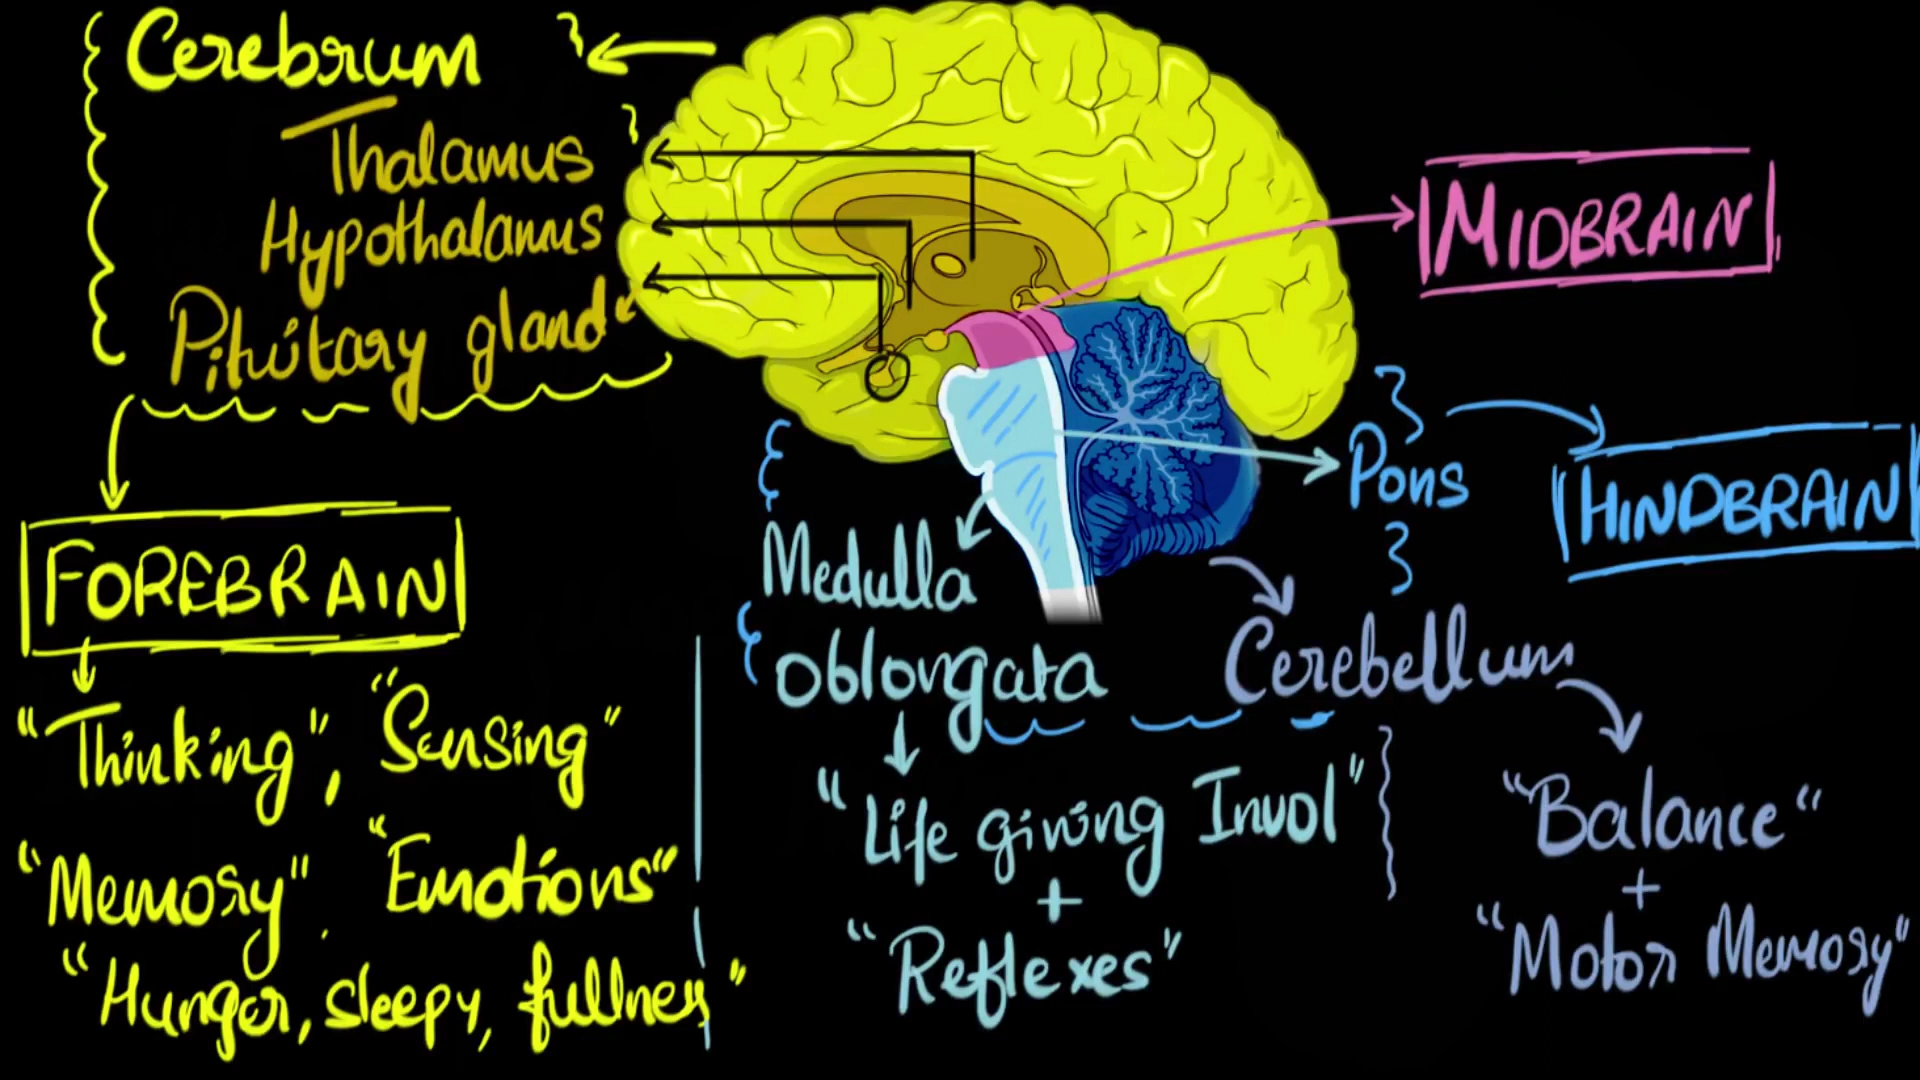 Cerebrum
Thalamus
Hypothalamus
Pituitary gland
FOREBRAIN
"Thinking", "Sensing"
"Memory", "Emotions"
"Hunger, sleepy, fullness"
MIDBRAIN
Pons
HINDBRAIN
Medulla
oblongata
"Life giving Invol"
+
"Reflexes"
Cerebellum
"Balance"
+
"Motor Memory"